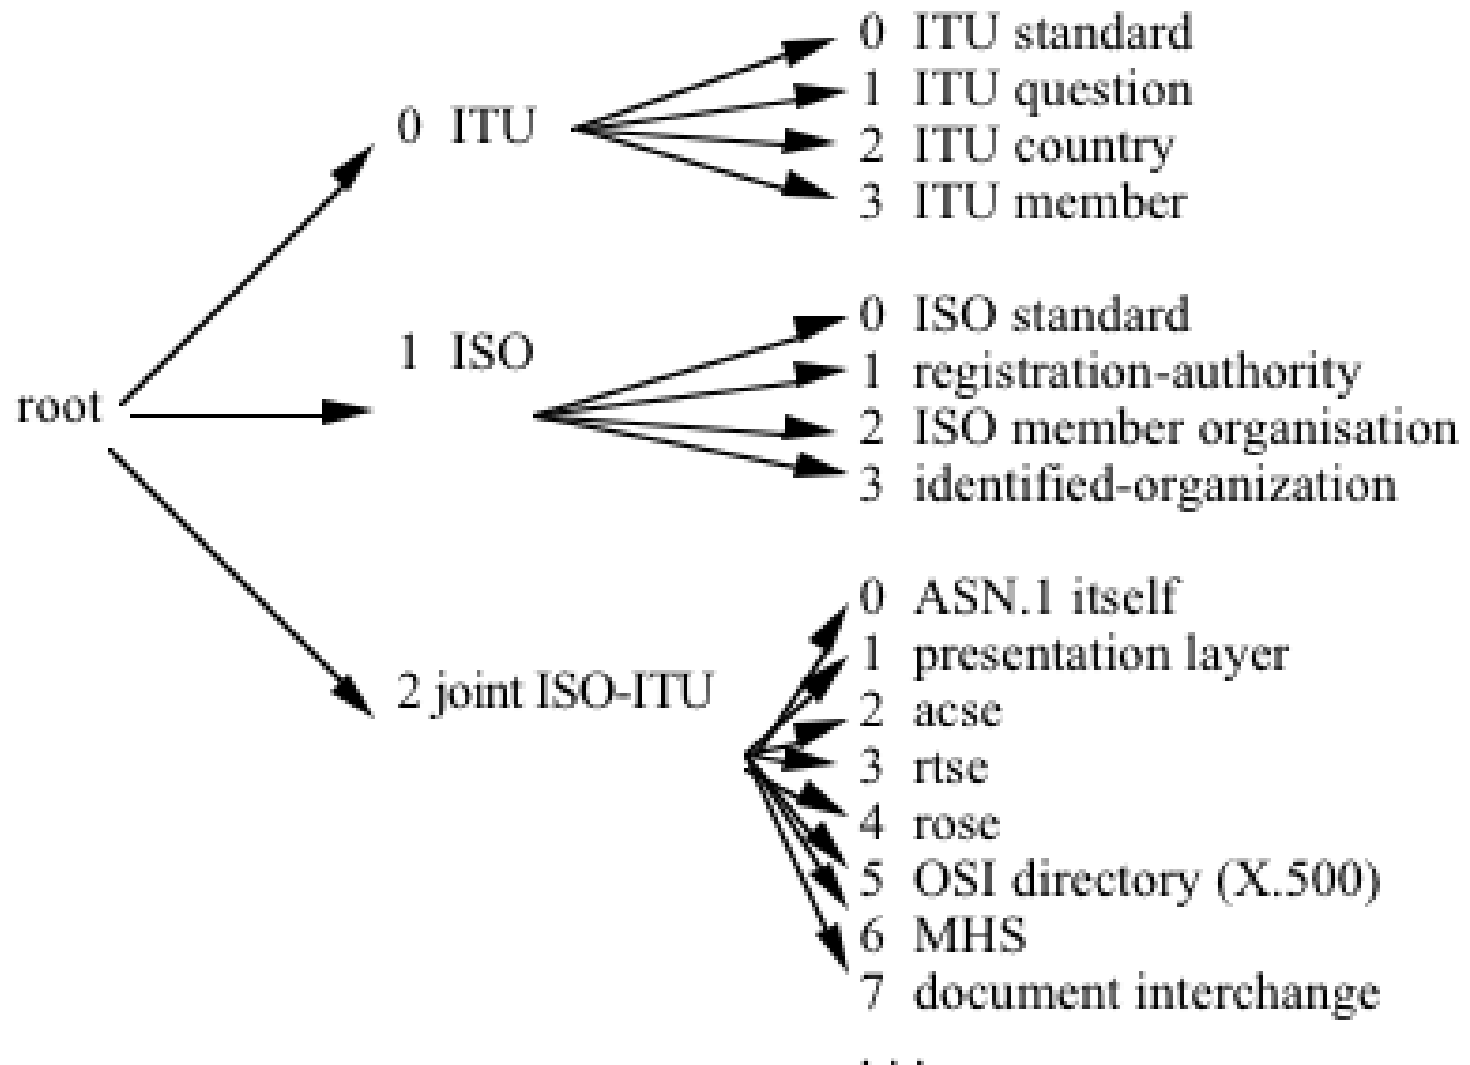 root
0 ITU
0 ITU standard
1 ITU question
2 ITU country
3 ITU member
1 ISO
0 ISO standard
1 registration-authority
2 ISO member organisation
3 identified-organization
2 joint ISO-ITU
0 ASN.1 itself
1 presentation layer
2 acse
3 rtse
4 rose
5 OSI directory (X.500)
6 MHS
7 document interchange
. . .